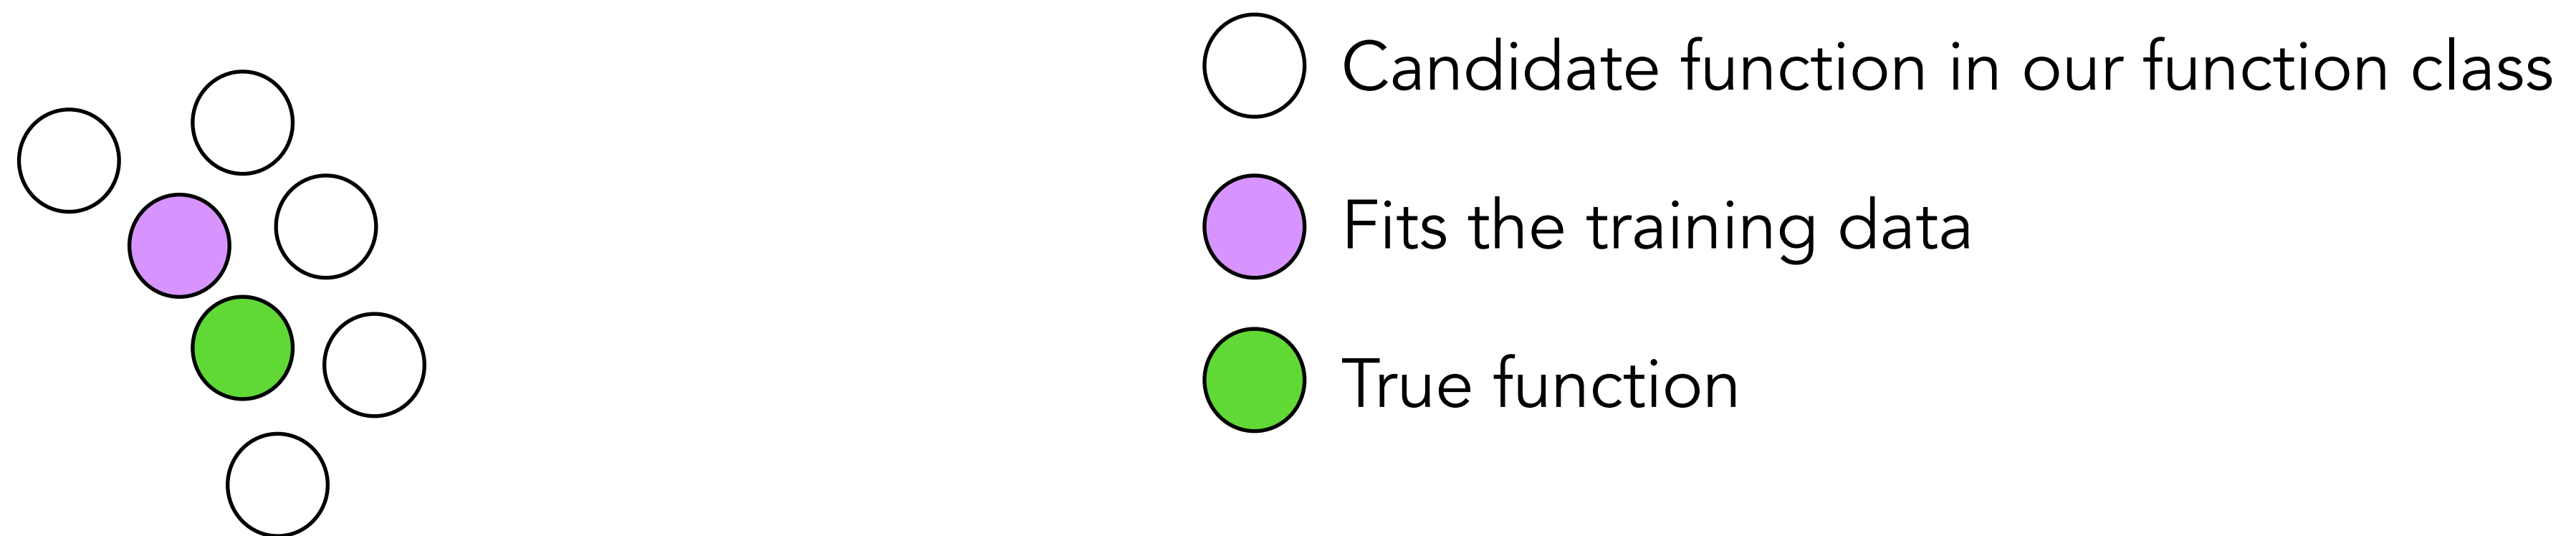 Candidate function in our function class
Fits the training data
True function